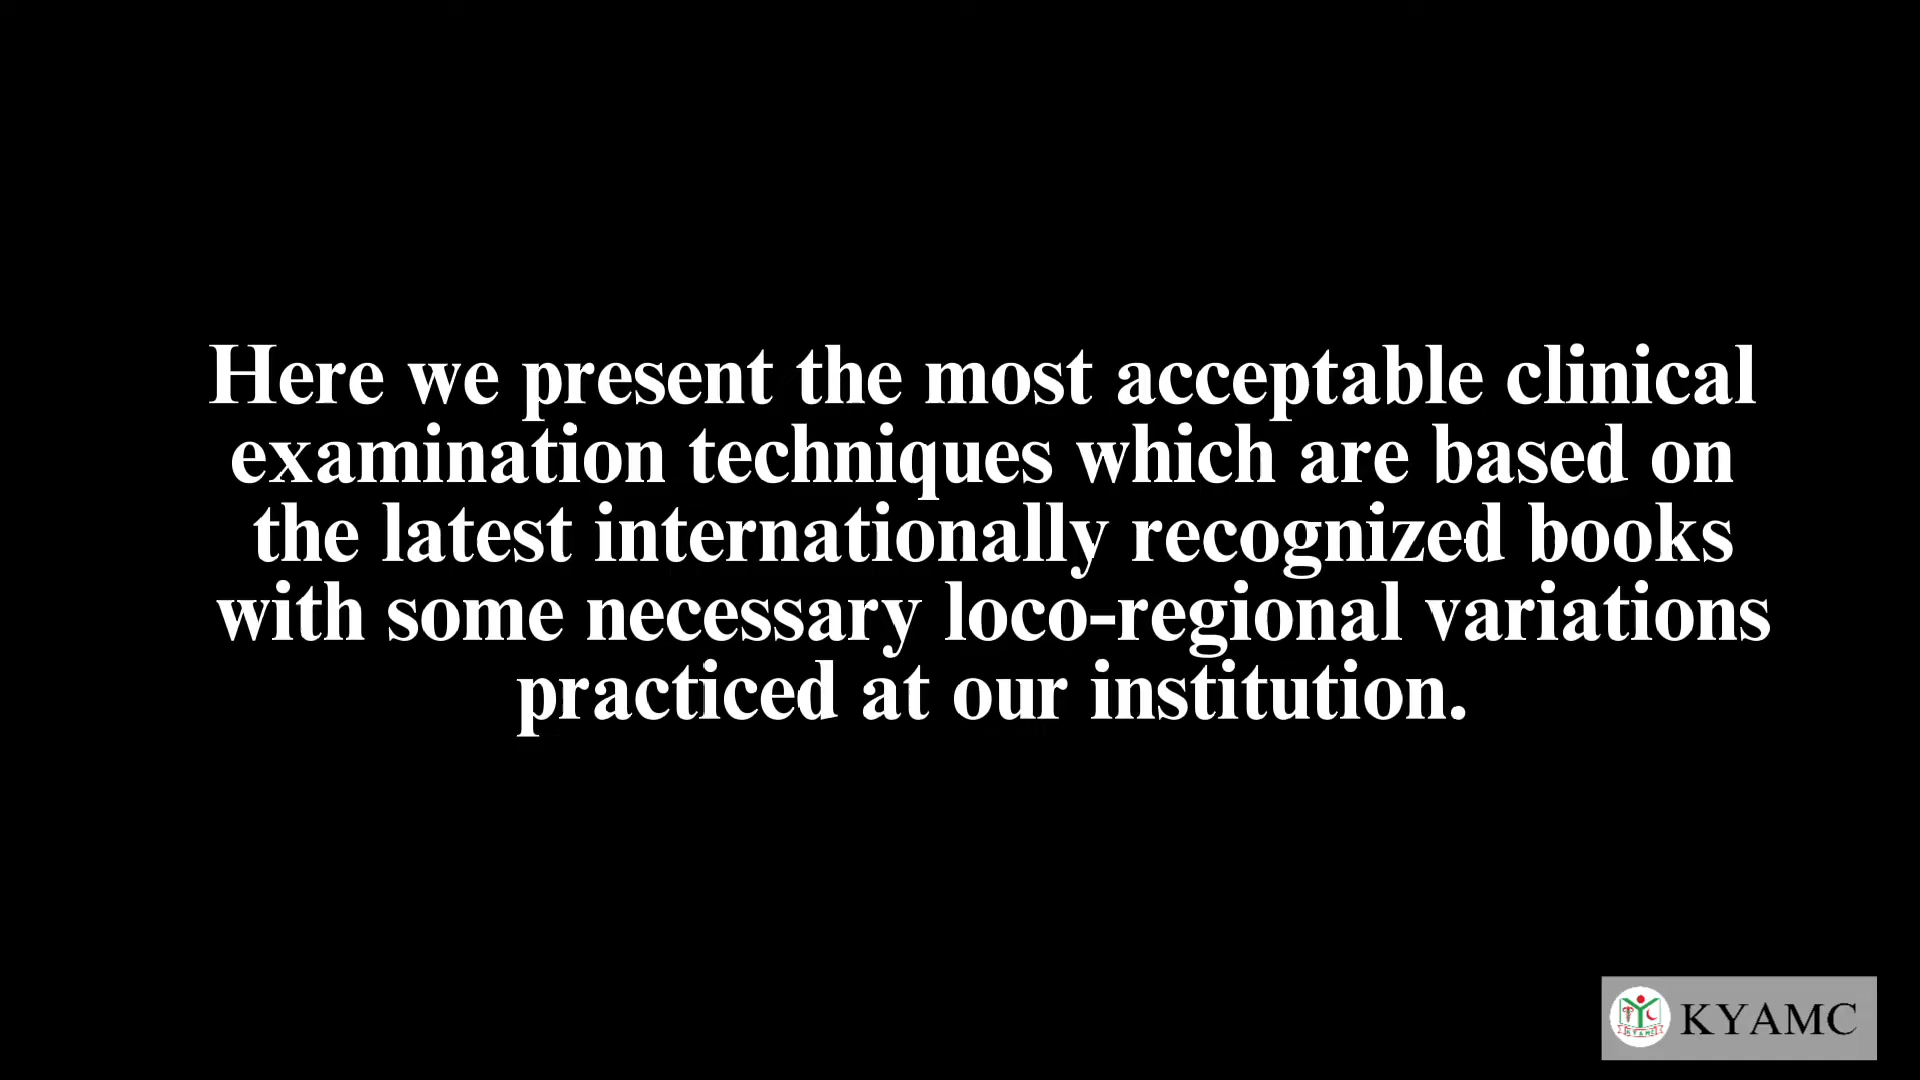 Here we present the most acceptable clinical
examination techniques which are based on
the latest internationally recognized books
with some necessary loco-regional variations
practiced at our institution.
KYAMC